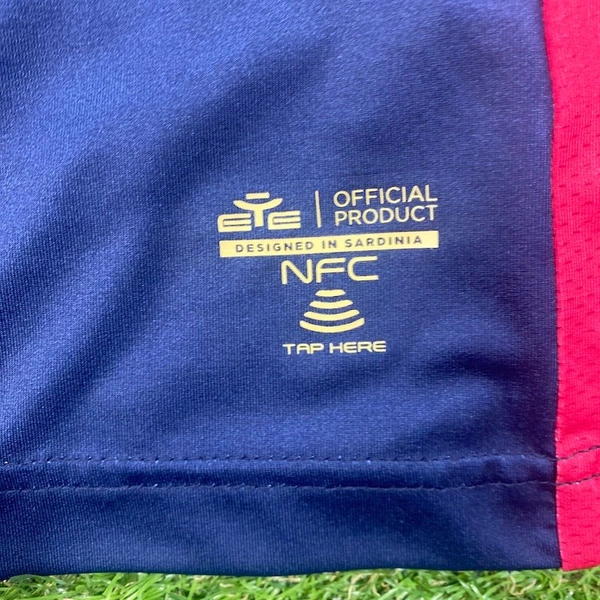 EYE
OFFICIAL
PRODUCT
DESIGNED IN SARDINIA
NFC
TAP HERE